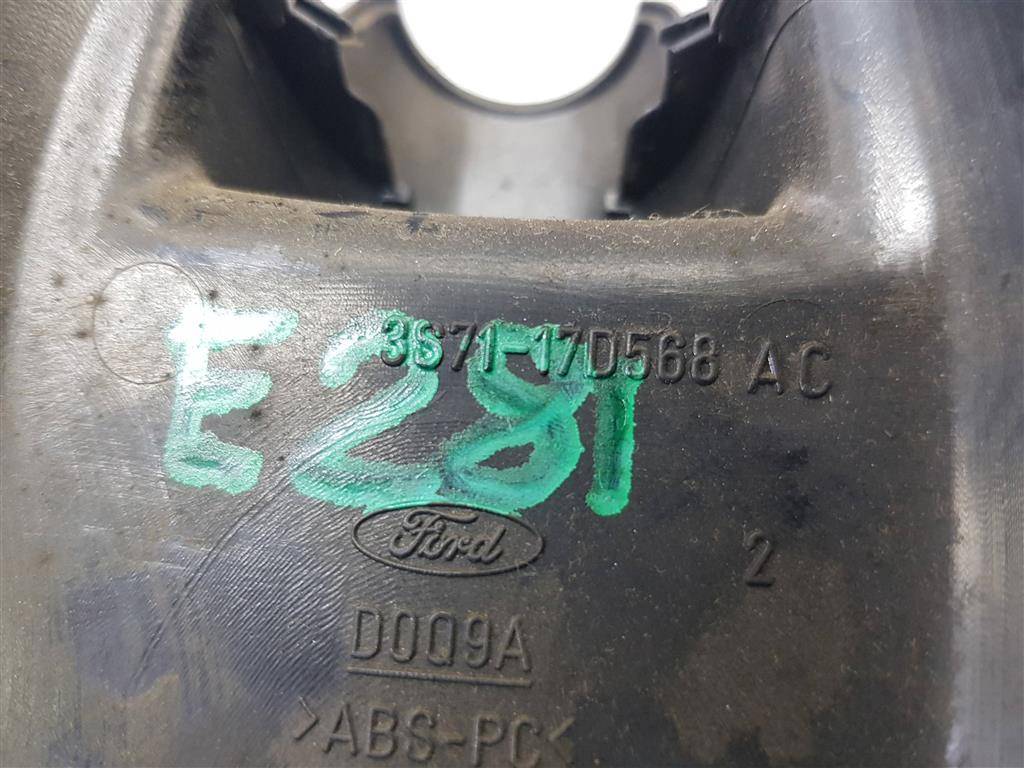 3S71-17D568 AC
E281
Ford
2
D0Q9A
>ABS-PC<